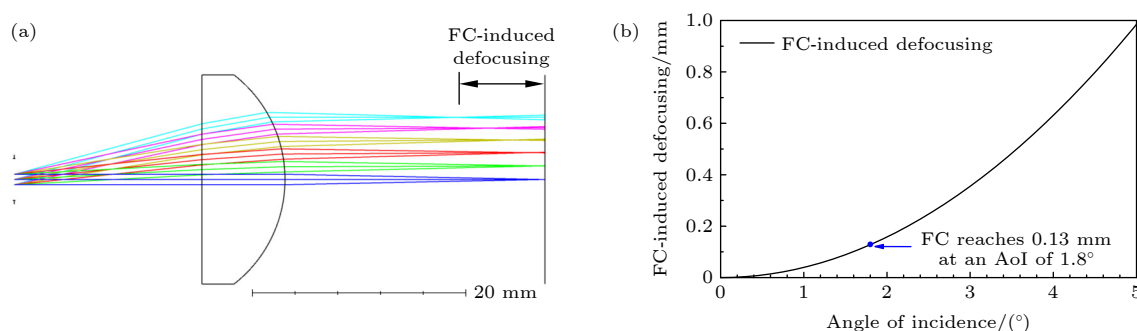 (a)
FC-induced
defocusing
20 mm
(b)
FC-induced defocusing/mm
1.0
0.8
0.6
0.4
0.2
0
FC-induced defocusing
FC reaches 0.13 mm
at an AoI of 1.8°
0 1 2 3 4 5
Angle of incidence/(°)